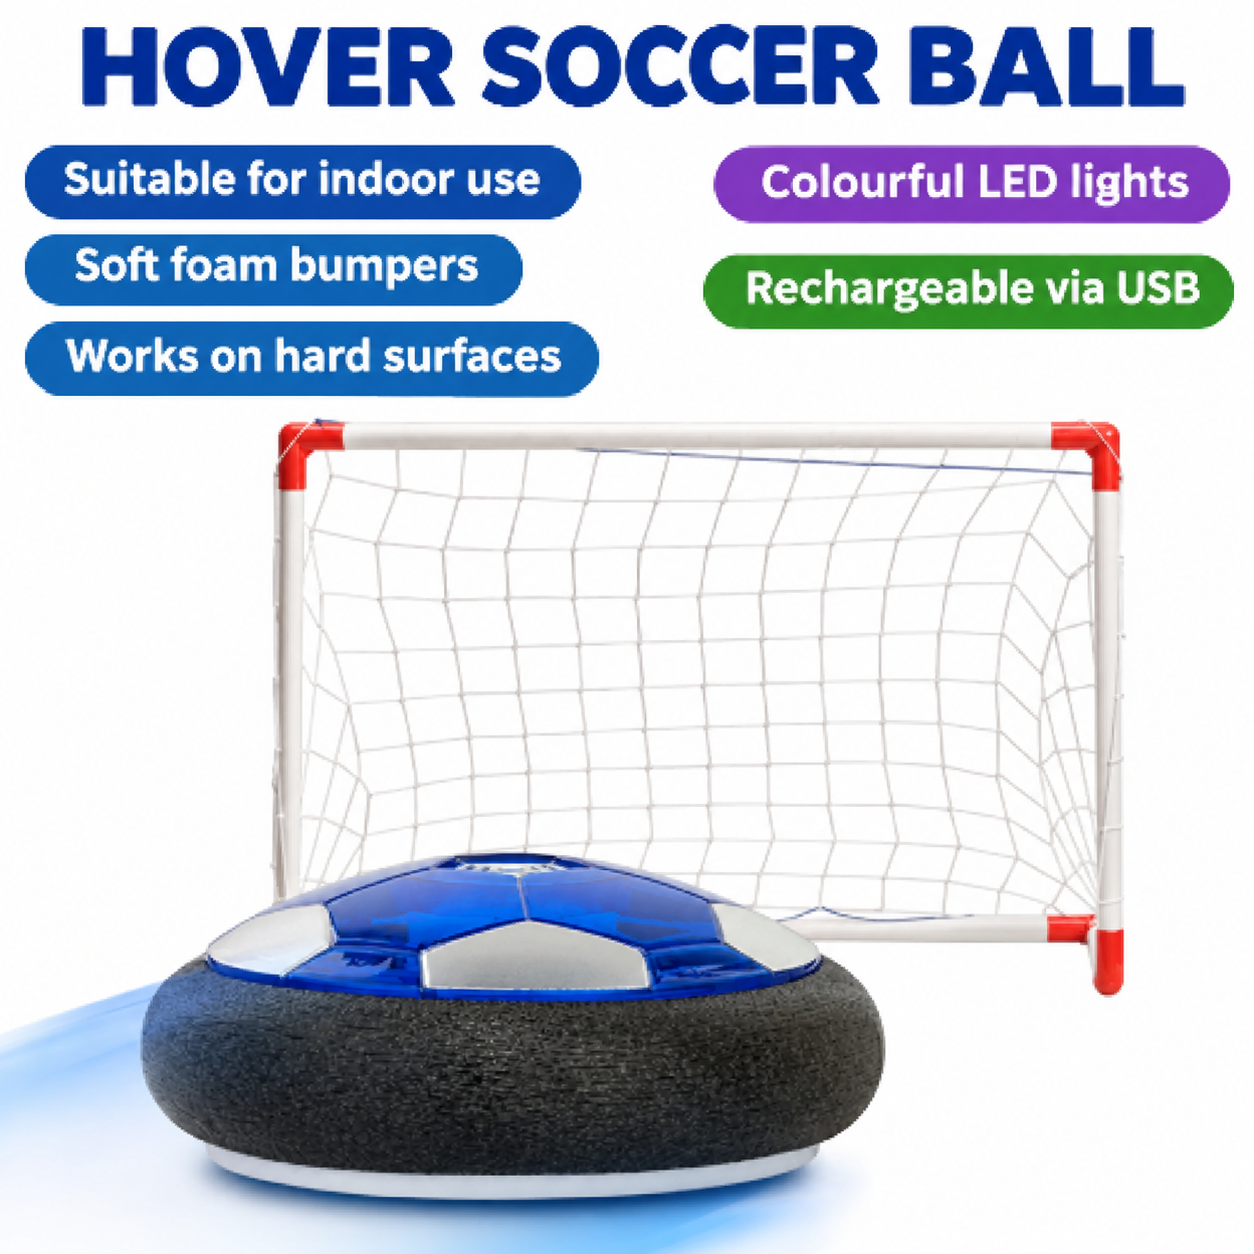 HOVER SOCCER BALL
Suitable for indoor use
Soft foam bumpers
Works on hard surfaces
Colourful LED lights
Rechargeable via USB